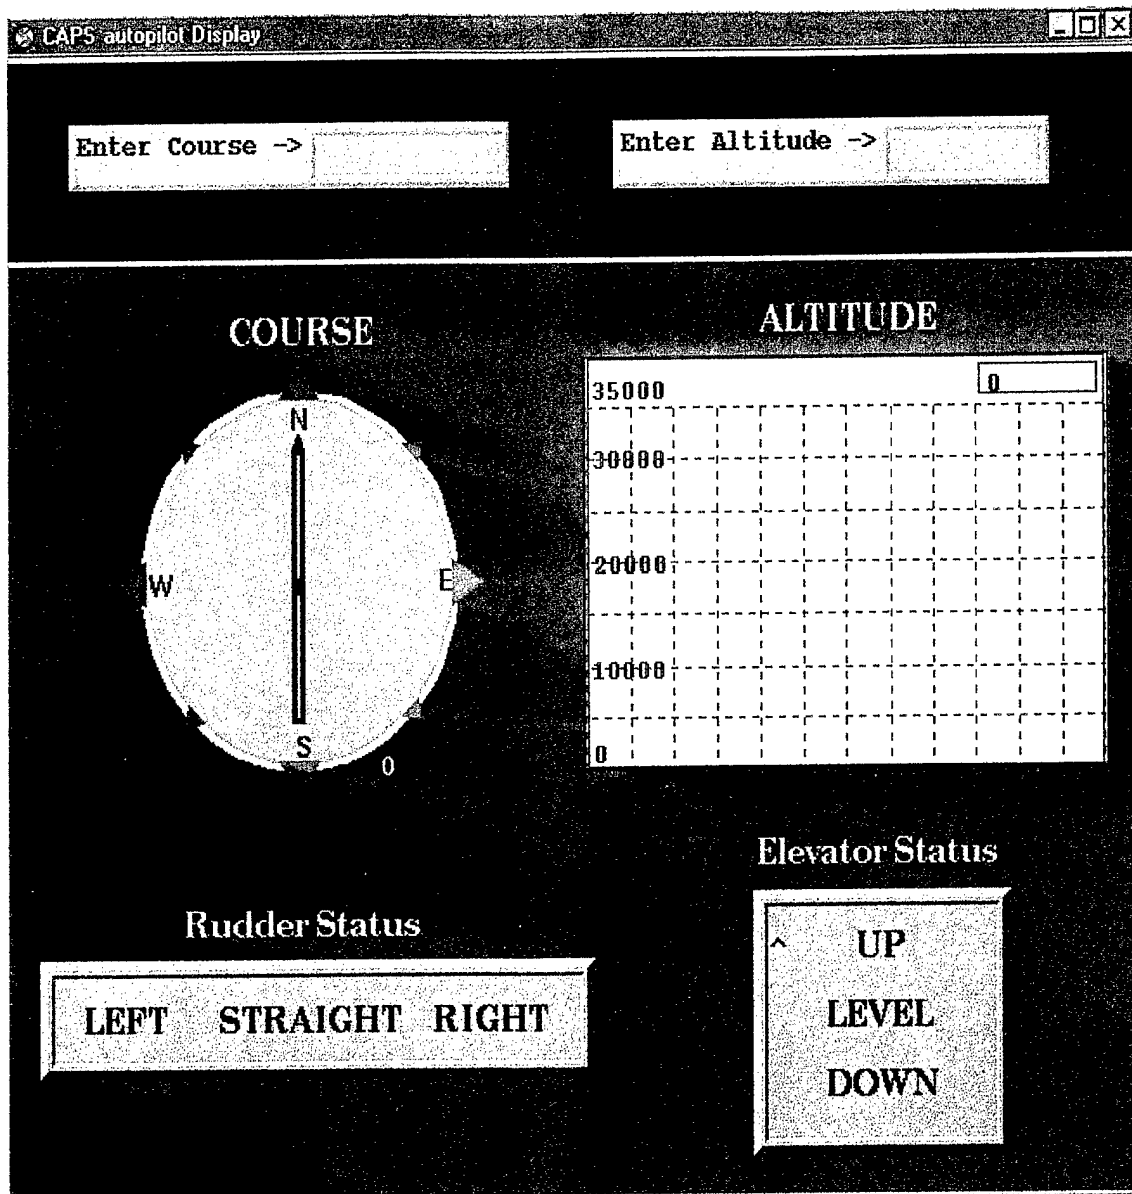 CAPS autopilot Display
Enter Course ->
Enter Altitude ->
COURSE
N
W
E
S
0
ALTITUDE
0
35000
30000
20000
10000
0
Rudder Status
LEFT STRAIGHT RIGHT
Elevator Status
^ UP
LEVEL
DOWN